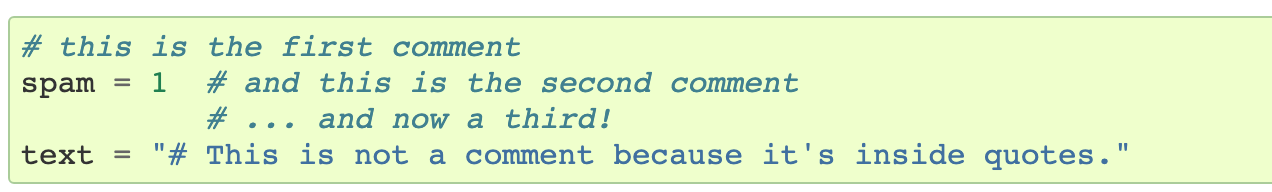 # this is the first comment
spam = 1  # and this is the second comment
          # ... and now a third!
text = "# This is not a comment because it's inside quotes."